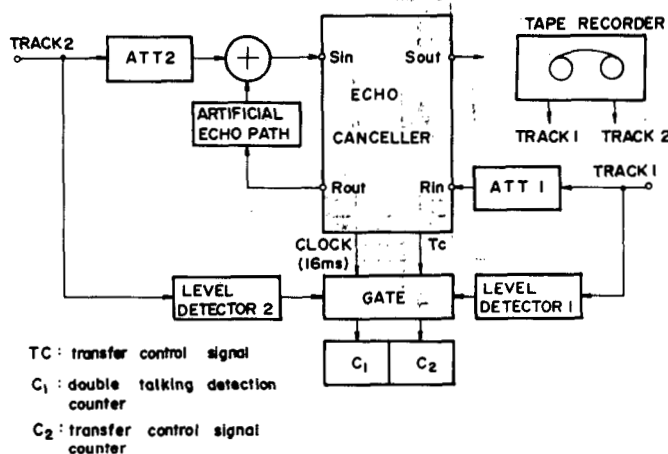 TAPE RECORDER
TRACK 1
TRACK 2
TRACK2
ATT2
+
Sin
Sout
ECHO
CANCELLER
ARTIFICIAL
ECHO PATH
Rout
Rin
ATT 1
TRACK1
CLOCK
(16ms)
Tc
LEVEL
DETECTOR 2
GATE
LEVEL
DETECTOR 1
C1
C2
TC : transfer control signal
C1 : double talking detection
counter
C2 : transfer control signal
counter